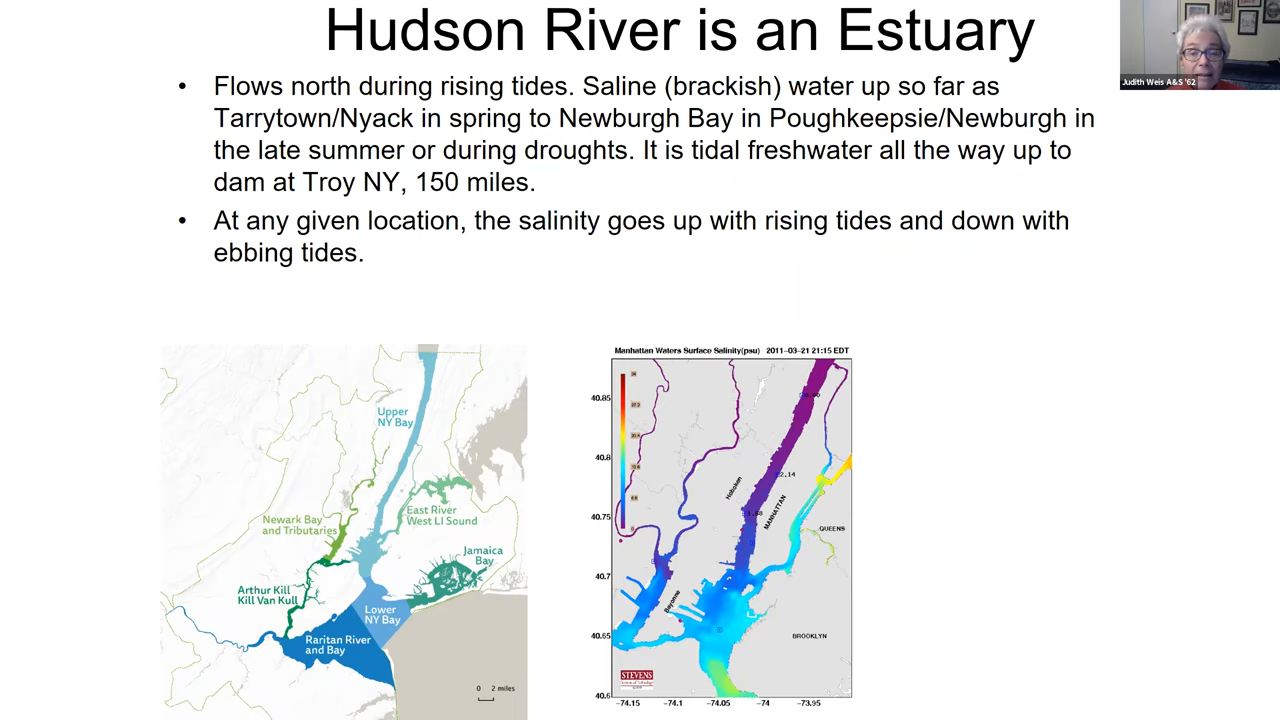 Hudson River is an Estuary
Judith Weis A&S '62
• Flows north during rising tides. Saline (brackish) water up so far as
Tarrytown/Nyack in spring to Newburgh Bay in Poughkeepsie/Newburgh in
the late summer or during droughts. It is tidal freshwater all the way up to
dam at Troy NY, 150 miles.
• At any given location, the salinity goes up with rising tides and down with
ebbing tides.
Upper
NY Bay
East River
West LI Sound
Newark Bay
and Tributaries
Jamaica
Bay
Arthur Kill
Kill Van Kull
Lower
NY Bay
Raritan River
and Bay
0 2 miles
Manhattan Waters Surface Salinity(psu) 2011-03-21 21:15 EDT
40.85
40.8
40.75
40.7
40.65
40.6
2.14
Hoboken
MANHATTAN
QUEENS
Bayonne
BROOKLYN
STEVENS
-74.15 -74.1 -74.05 -74 -73.95